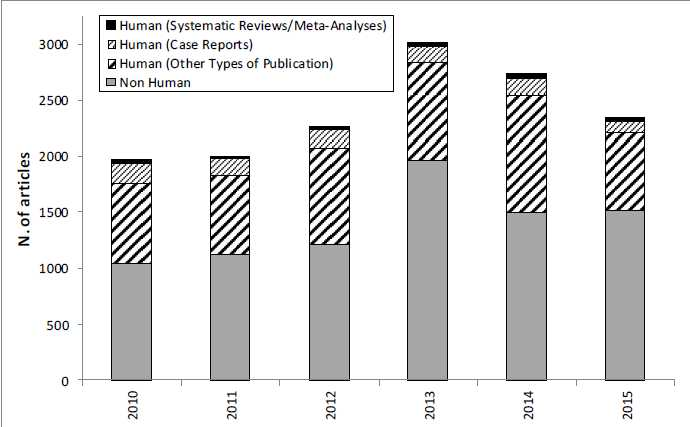 Human (Systematic Reviews/Meta-Analyses)
Human (Case Reports)
Human (Other Types of Publication)
Non Human
3000
2500
2000
1500
1000
500
0
N. of articles
2010
2011
2012
2013
2014
2015